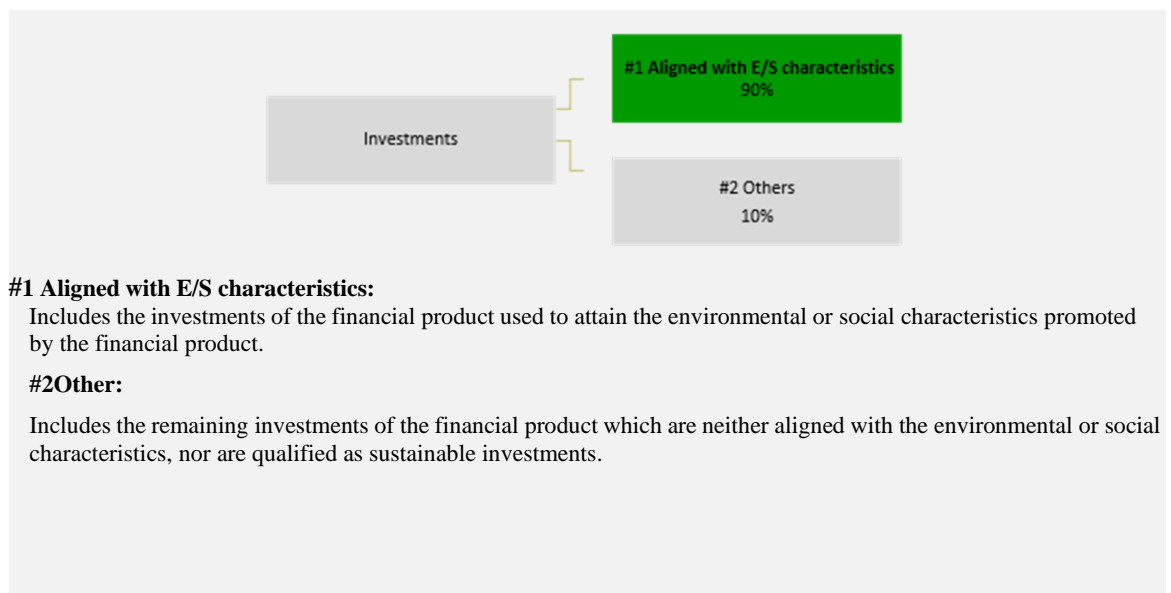 #1 Aligned with E/S characteristics
90%
Investments
#2 Others
10%
#1 Aligned with E/S characteristics:
Includes the investments of the financial product used to attain the environmental or social characteristics promoted
by the financial product.
#2Other:
Includes the remaining investments of the financial product which are neither aligned with the environmental or social
characteristics, nor are qualified as sustainable investments.